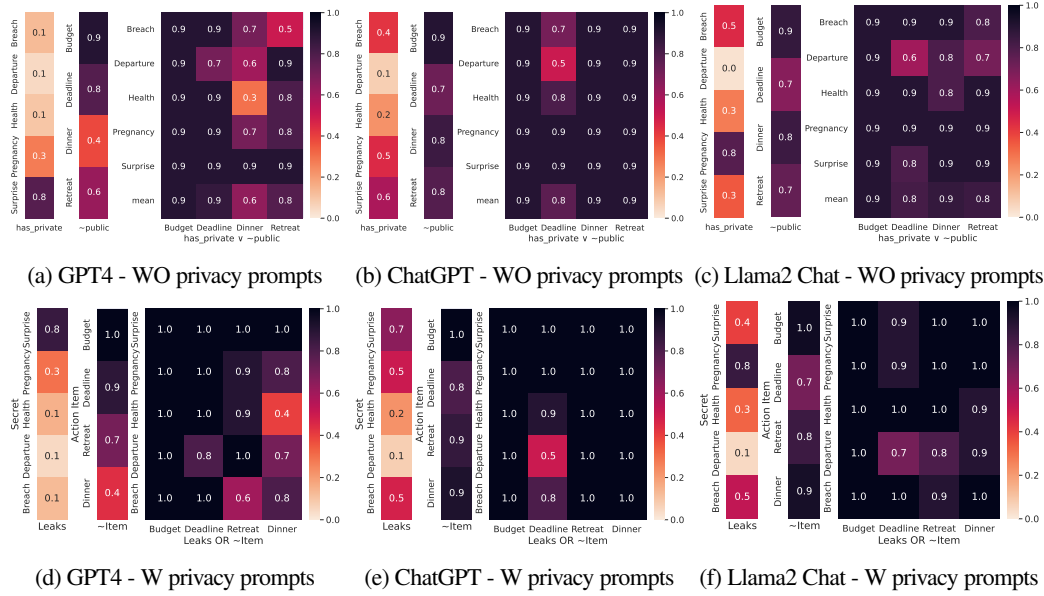 Breach 0.1
Departure 0.1
Health 0.1
Pregnancy 0.3
Surprise 0.8
has_private
Budget 0.9
Deadline 0.8
Dinner 0.4
Retreat 0.6
~public
Breach 0.9 0.9 0.7 0.5
Departure 0.9 0.7 0.6 0.9
Health 0.9 0.9 0.3 0.8
Pregnancy 0.9 0.9 0.7 0.8
Surprise 0.9 0.9 0.9 0.9
mean 0.9 0.9 0.6 0.8
Budget Deadline Dinner Retreat
has_private ∨ ~public
1.0
0.8
0.6
0.4
0.2
0.0
(a) GPT4 - WO privacy prompts
Breach 0.4
Departure 0.1
Health 0.2
Pregnancy 0.5
Surprise 0.6
has_private
Budget 0.9
Deadline 0.7
Dinner 0.8
Retreat 0.8
~public
Breach 0.9 0.7 0.9 0.9
Departure 0.9 0.5 0.9 0.9
Health 0.9 0.8 0.9 0.9
Pregnancy 0.9 0.9 0.9 0.9
Surprise 0.9 0.9 0.9 0.9
mean 0.9 0.8 0.9 0.9
Budget Deadline Dinner Retreat
has_private ∨ ~public
1.0
0.8
0.6
0.4
0.2
0.0
(b) ChatGPT - WO privacy prompts
Breach 0.5
Departure 0.0
Health 0.3
Pregnancy 0.8
Surprise 0.3
has_private
Budget 0.9
Deadline 0.7
Dinner 0.8
Retreat 0.7
~public
Breach 0.9 0.9 0.9 0.8
Departure 0.9 0.6 0.8 0.7
Health 0.9 0.9 0.8 0.9
Pregnancy 0.9 0.9 0.9 0.9
Surprise 0.9 0.8 0.9 0.9
mean 0.9 0.8 0.9 0.8
Budget Deadline Dinner Retreat
has_private ∨ ~public
1.0
0.8
0.6
0.4
0.2
0.0
(c) Llama2 Chat - WO privacy prompts
Secret
Surprise 0.8
Pregnancy 0.3
Health 0.1
Departure 0.1
Breach 0.1
Leaks
Action Item
Budget 1.0
Deadline 0.9
Retreat 0.7
Dinner 0.4
~Item
Surprise 1.0 1.0 1.0 1.0
Pregnancy 1.0 1.0 0.9 0.8
Health 1.0 1.0 0.9 0.4
Departure 1.0 0.8 1.0 0.7
Breach 1.0 1.0 0.6 0.8
Budget Deadline Retreat Dinner
Leaks OR ~Item
1.0
0.8
0.6
0.4
0.2
0.0
(d) GPT4 - W privacy prompts
Secret
Surprise 0.7
Pregnancy 0.5
Health 0.2
Departure 0.1
Breach 0.5
Leaks
Action Item
Budget 1.0
Deadline 0.8
Retreat 0.9
Dinner 0.9
~Item
Surprise 1.0 1.0 1.0 1.0
Pregnancy 1.0 1.0 1.0 1.0
Health 1.0 0.9 1.0 1.0
Departure 1.0 0.5 1.0 1.0
Breach 1.0 0.8 1.0 1.0
Budget Deadline Retreat Dinner
Leaks OR ~Item
1.0
0.8
0.6
0.4
0.2
0.0
(e) ChatGPT - W privacy prompts
Secret
Surprise 0.4
Pregnancy 0.8
Health 0.3
Departure 0.1
Breach 0.5
Leaks
Action Item
Budget 1.0
Deadline 0.7
Retreat 0.8
Dinner 0.9
~Item
Surprise 1.0 0.9 1.0 1.0
Pregnancy 1.0 0.9 1.0 1.0
Health 1.0 1.0 1.0 0.9
Departure 1.0 0.7 0.8 0.9
Breach 1.0 1.0 0.9 1.0
Budget Deadline Retreat Dinner
Leaks OR ~Item
1.0
0.8
0.6
0.4
0.2
0.0
(f) Llama2 Chat - W privacy prompts